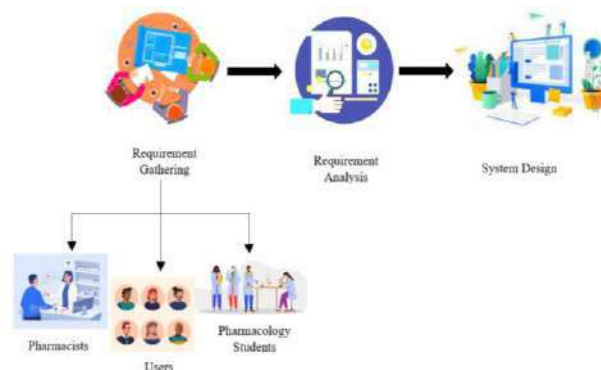 Requirement
Gathering
Requirement
Analysis
System Design
Pharmacists
Users
Pharmacology
Students